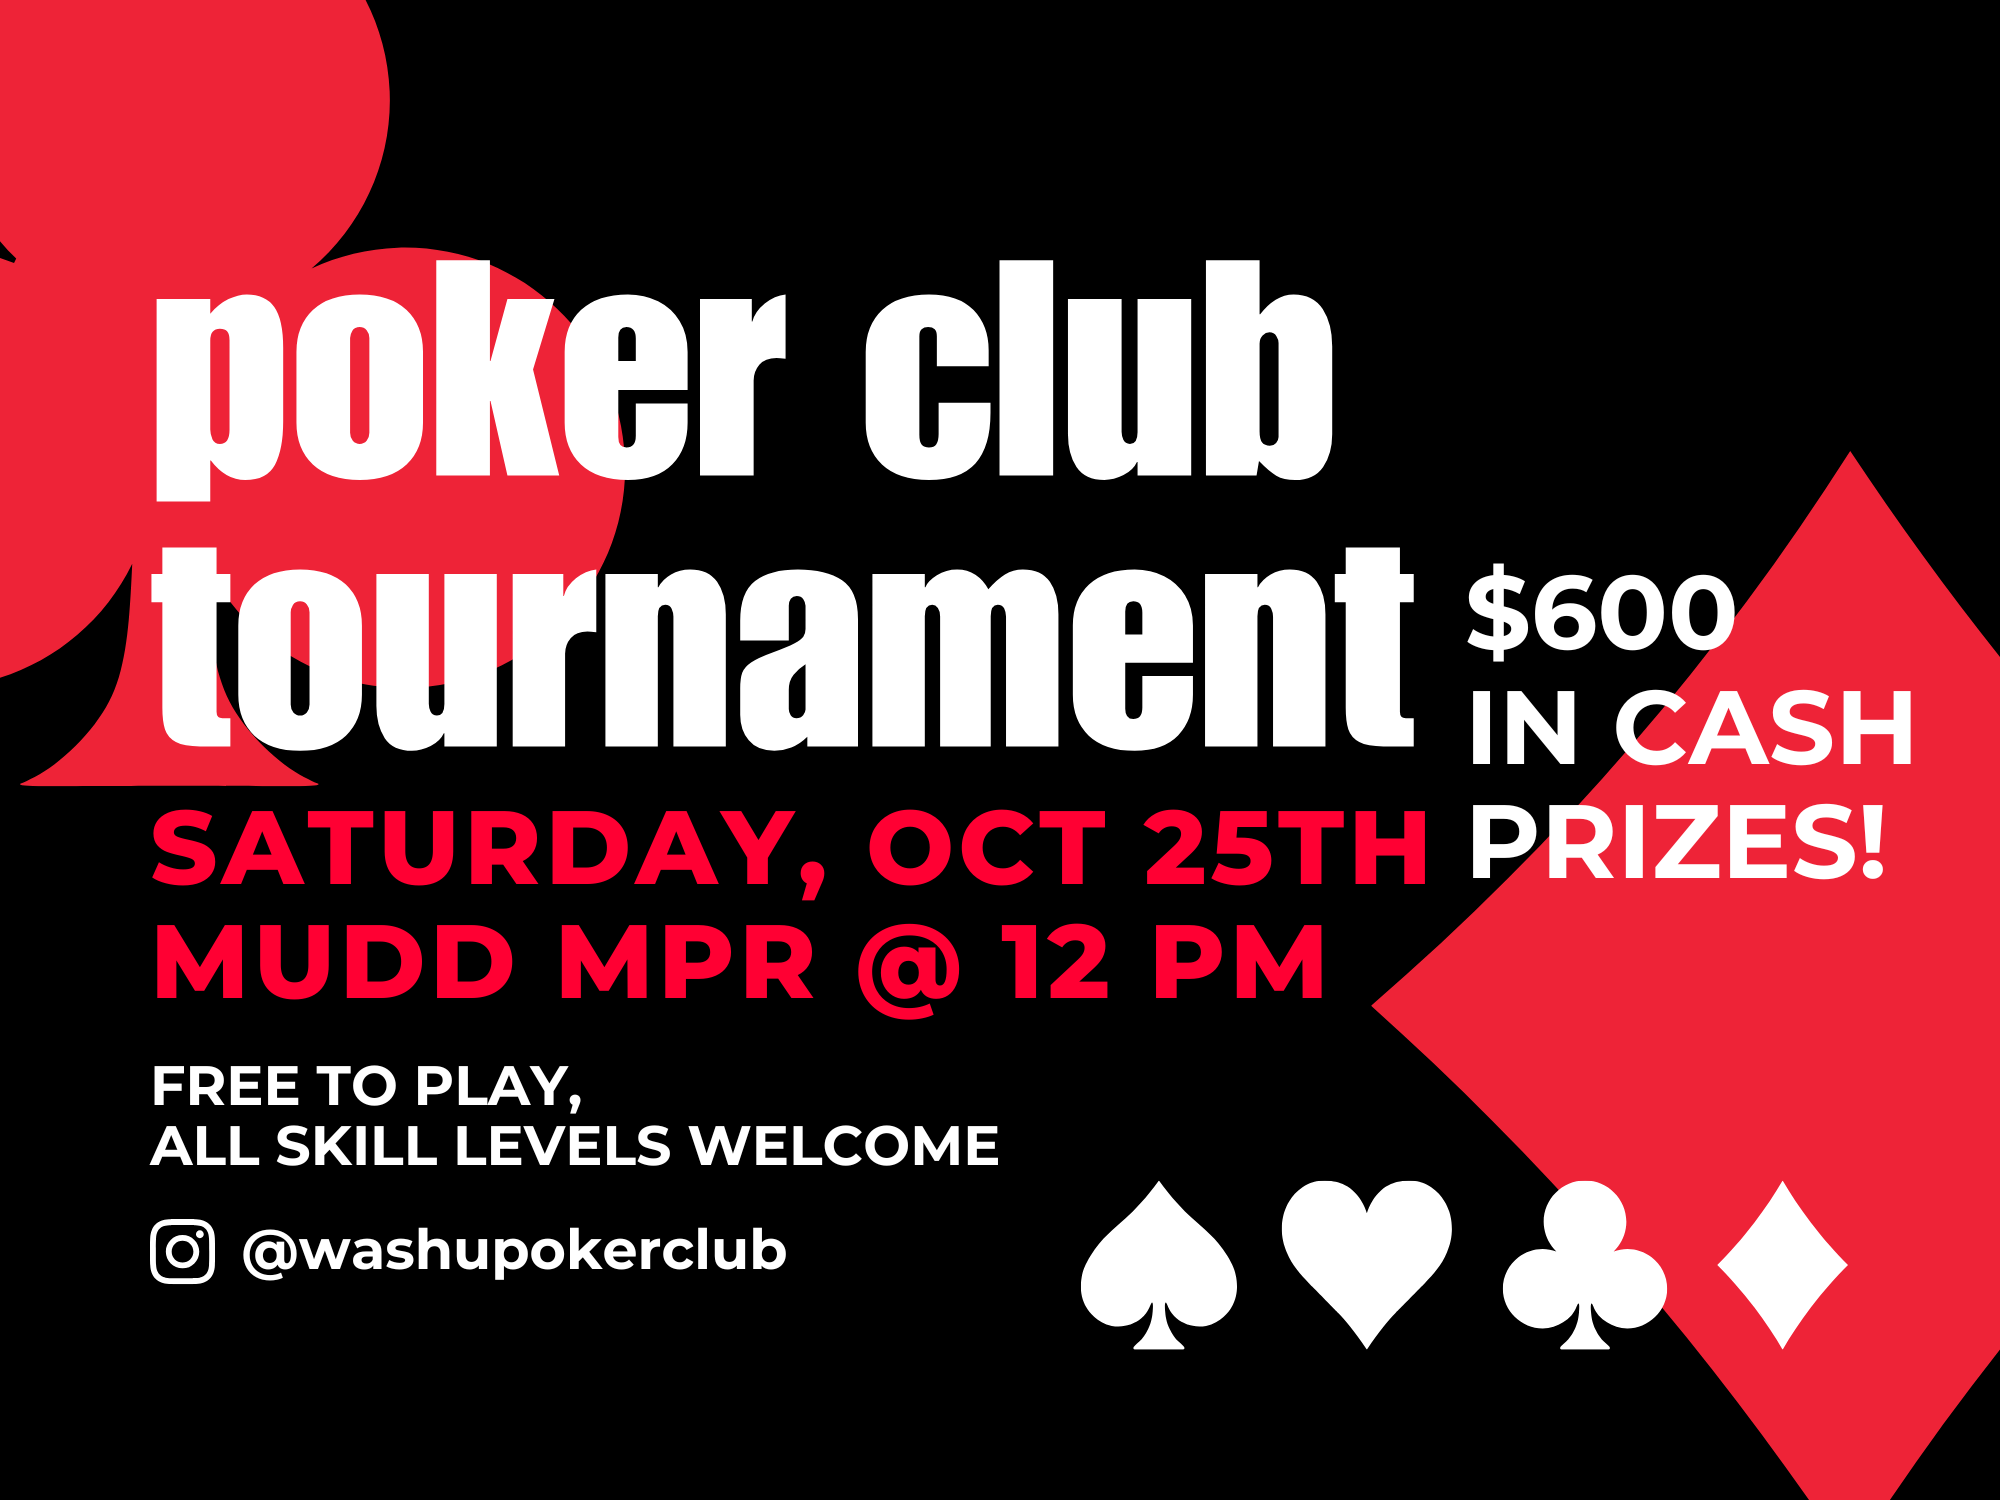 poker club
tournament
$600
IN CASH
PRIZES!
SATURDAY, OCT 25TH
MUDD MPR @ 12 PM
FREE TO PLAY,
ALL SKILL LEVELS WELCOME
@washupokerclub